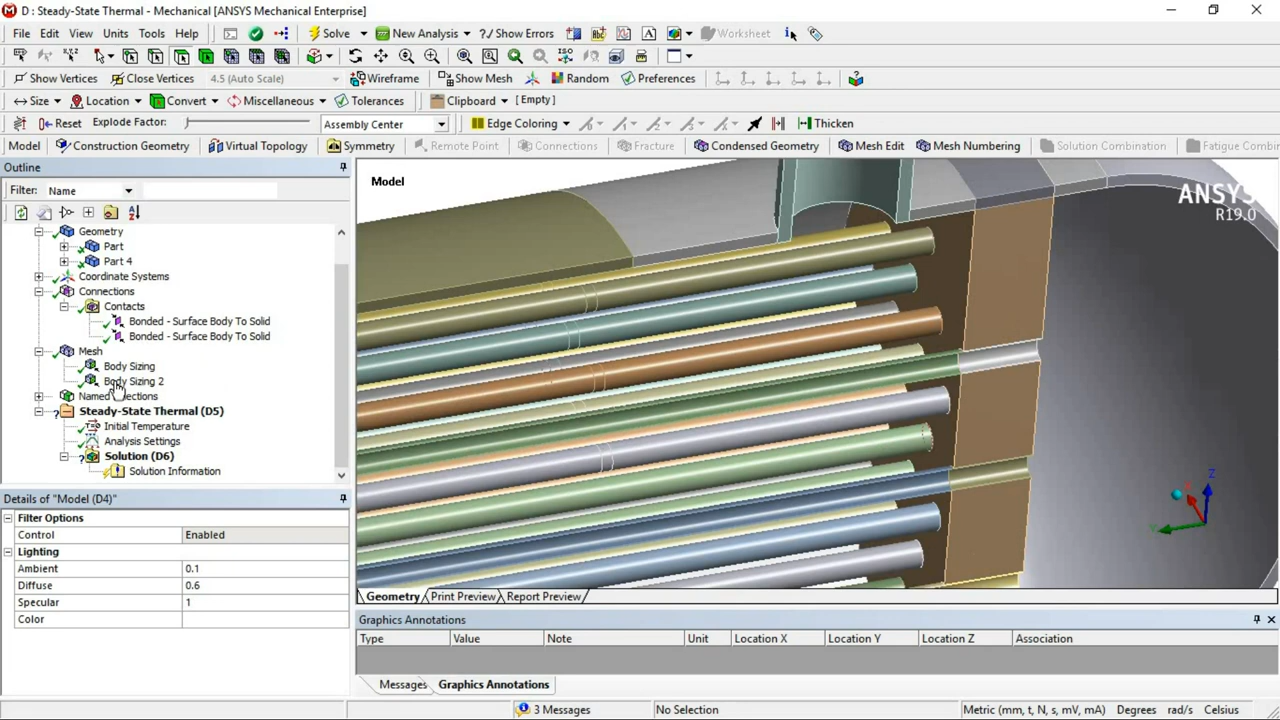 D : Steady-State Thermal - Mechanical [ANSYS Mechanical Enterprise]
File Edit View Units Tools Help Solve New Analysis Show Errors Worksheet
Show Vertices Close Vertices 4.5 (Auto Scale) Wireframe Show Mesh Random Preferences
Size Location Convert Miscellaneous Tolerances Clipboard [ Empty ]
Reset Explode Factor: Assembly Center Edge Coloring Thicken
Model Construction Geometry Virtual Topology Symmetry Remote Point Connections Fracture Condensed Geometry Mesh Edit Mesh Numbering Solution Combination Fatigue Combin
Outline
Filter: Name
Geometry
Part
Part 4
Coordinate Systems
Connections
Contacts
Bonded - Surface Body To Solid
Bonded - Surface Body To Solid
Mesh
Body Sizing
Body Sizing 2
Steady-State Thermal (D5)
Initial Temperature
Analysis Settings
Solution (D6)
Solution Information
Details of "Model (D4)"
Filter Options
Control Enabled
Lighting
Ambient 0.1
Diffuse 0.6
Specular 1
Color
Model
ANSYS
R19.0
Z
Geometry Print Preview Report Preview
Graphics Annotations
Type Value Note Unit Location X Location Y Location Z Association
Messages Graphics Annotations
3 Messages No Selection Metric (mm, t, N, s, mV, mA) Degrees rad/s Celsius